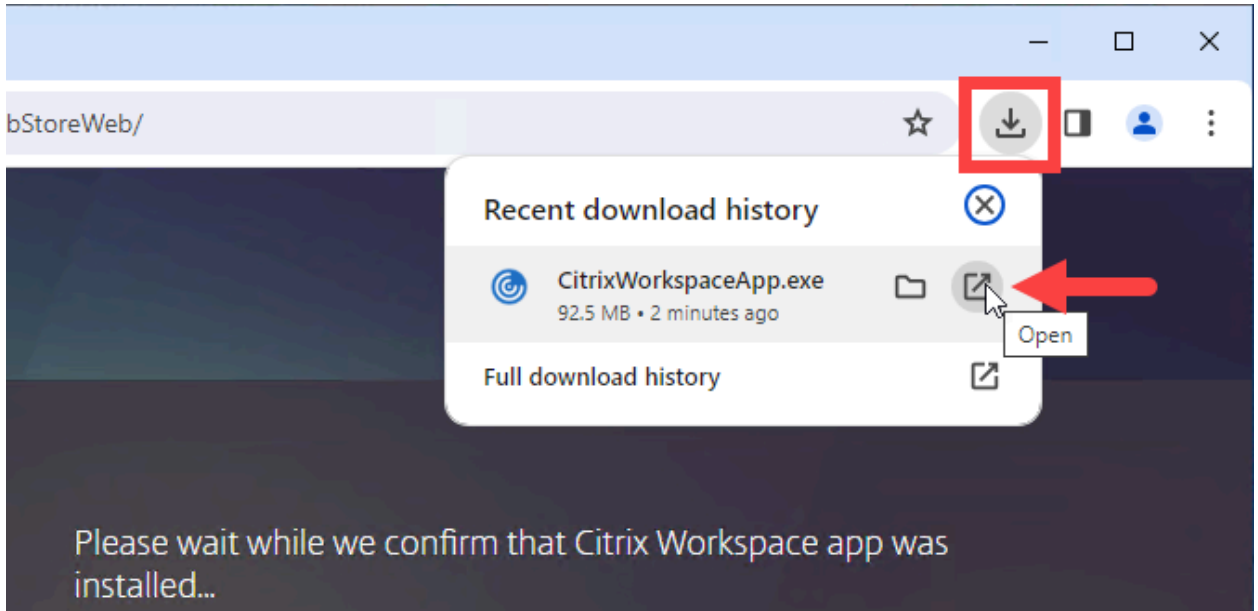 bStoreWeb/
Recent download history
CitrixWorkspaceApp.exe
92.5 MB • 2 minutes ago
Open
Full download history
Please wait while we confirm that Citrix Workspace app was
installed...